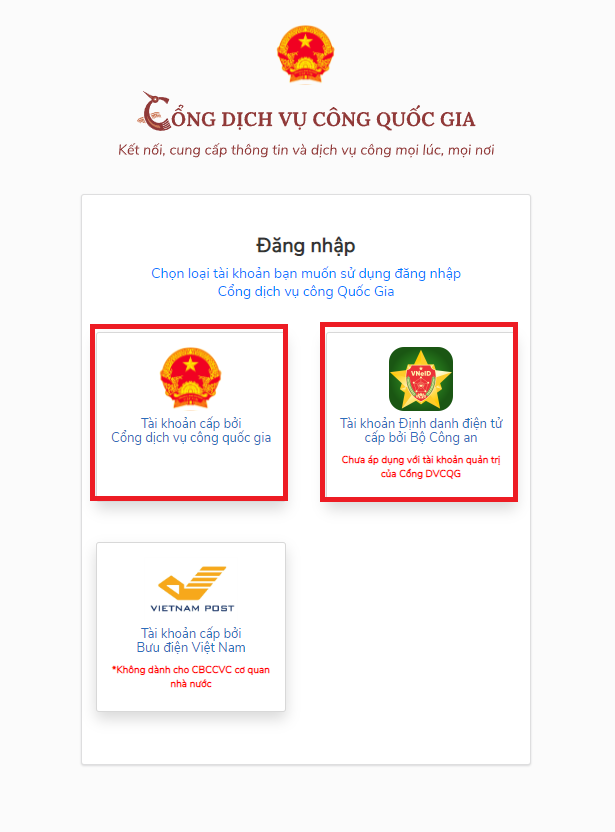 CỔNG DỊCH VỤ CÔNG QUỐC GIA
Kết nối, cung cấp thông tin và dịch vụ công mọi lúc, mọi nơi
Đăng nhập
Chọn loại tài khoản bạn muốn sử dụng đăng nhập
Cổng dịch vụ công Quốc Gia
Tài khoản cấp bởi
Cổng dịch vụ công quốc gia
VNeID
Tài khoản Định danh điện tử
cấp bởi Bộ Công an
Chưa áp dụng với tài khoản quản trị
của Cổng DVCQG
VIETNAM POST
Tài khoản cấp bởi
Bưu điện Việt Nam
*Không dành cho CBCCVC cơ quan
nhà nước